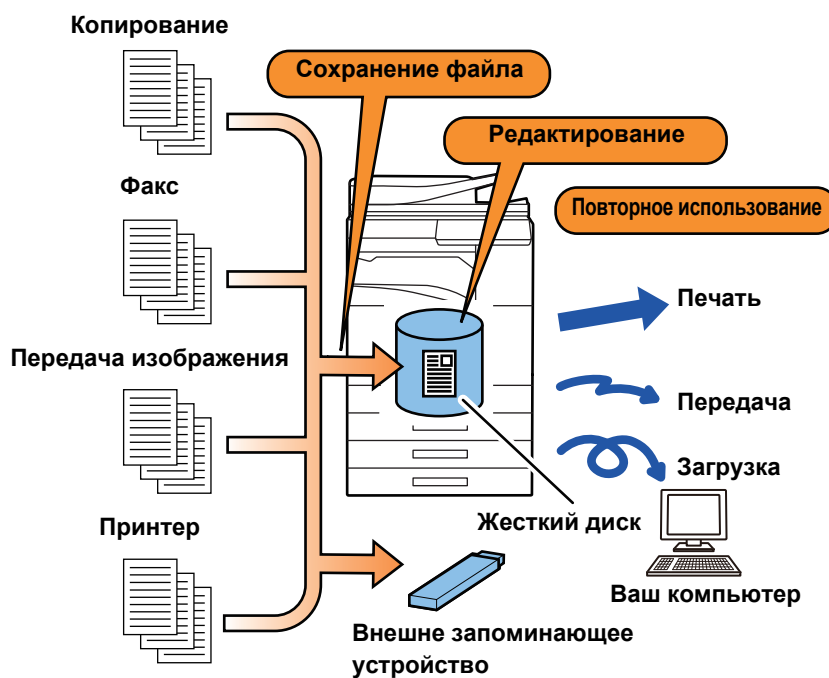 Копирование
Сохранение файла
Редактирование
Факс
Повторное использование
Печать
Передача изображения
Передача
Загрузка
Принтер
Жесткий диск
Ваш компьютер
Внешне запоминающее
устройство